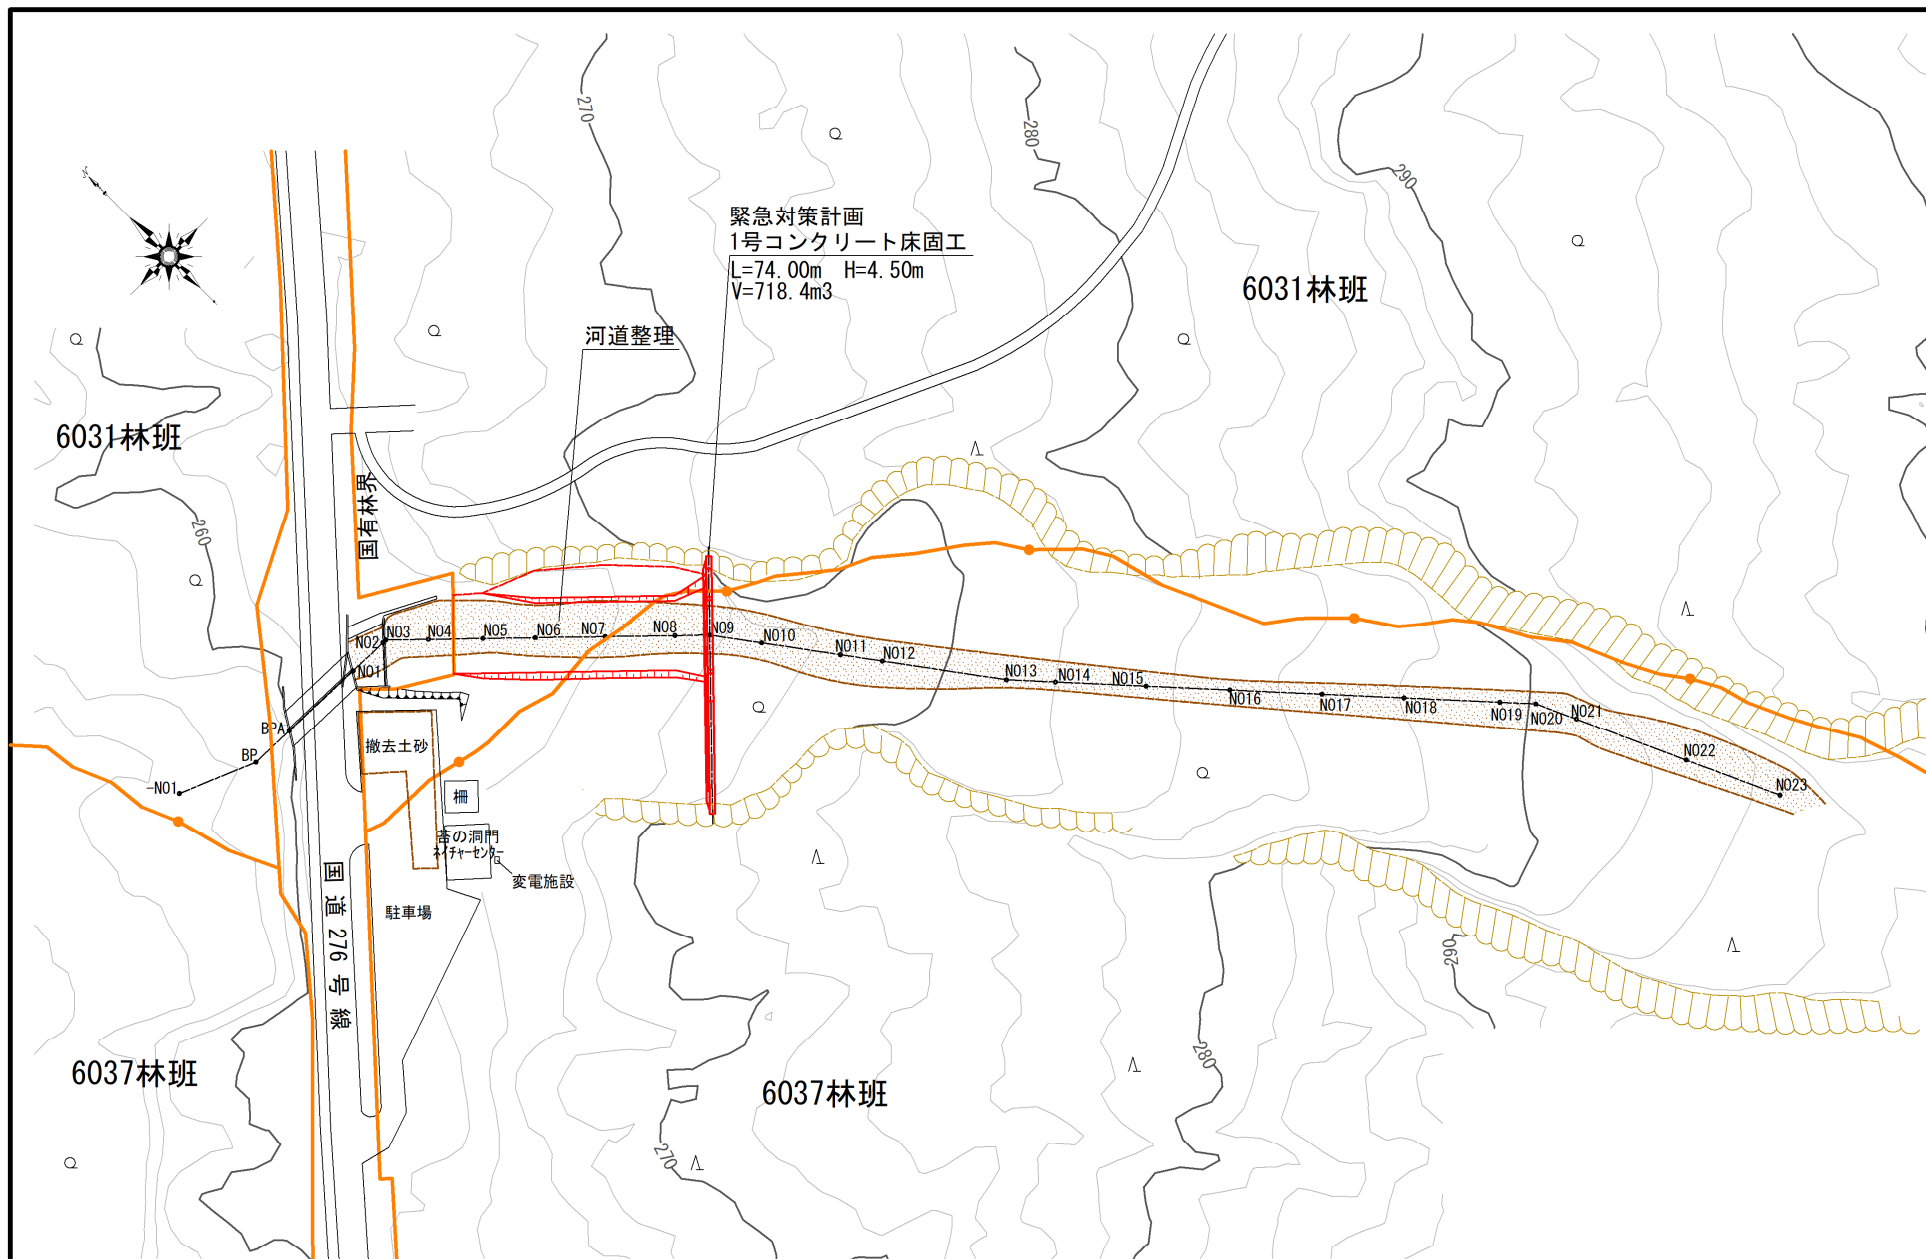 N
270
280
290
緊急対策計画
1号コンクリート床固工
L=74.00m H=4.50m
V=718.4m3
6031林班
河道整理
6031林班
国有林界
260
NO1
NO2
NO3
NO4
NO5
NO6
NO7
NO8
NO9
NO10
NO11
NO12
NO13
NO14
NO15
NO16
NO17
NO18
NO19
NO20
NO21
NO22
NO23
BPA
BP
-NO1
撤去土砂
柵
苔の洞門
ネイチャーセンター
変電施設
駐車場
国道276号線
290
280
6037林班
6037林班
270